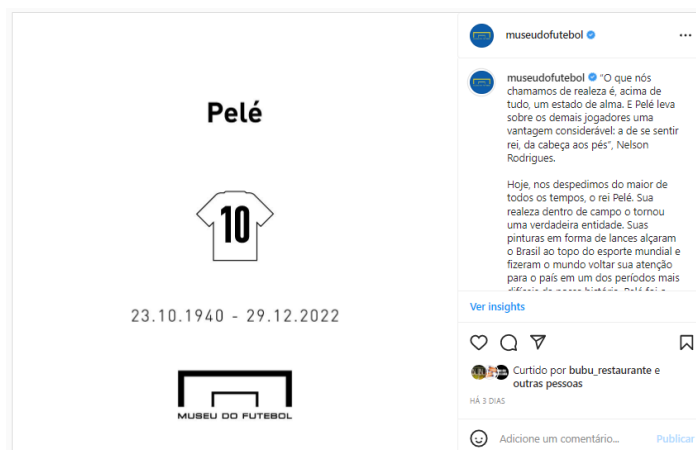 Pelé
10
23.10.1940 - 29.12.2022
MUSEU DO FUTEBOL
museudofutebol
museudofutebol "O que nós
chamamos de realeza é, acima de
tudo, um estado de alma. E Pelé leva
sobre os demais jogadores uma
vantagem considerável: a de se sentir
rei, da cabeça aos pés", Nelson
Rodrigues.
Hoje, nos despedimos do maior de
todos os tempos, o rei Pelé. Sua
realeza dentro de campo o tornou
uma verdadeira entidade. Suas
pinturas em forma de lances alçaram
o Brasil ao topo do esporte mundial e
fizeram o mundo voltar sua atenção
para o país em um dos períodos mais
Ver insights
Curtido por bubu_restaurante e
outras pessoas
HÁ 3 DIAS
Adicione um comentário... Publicar